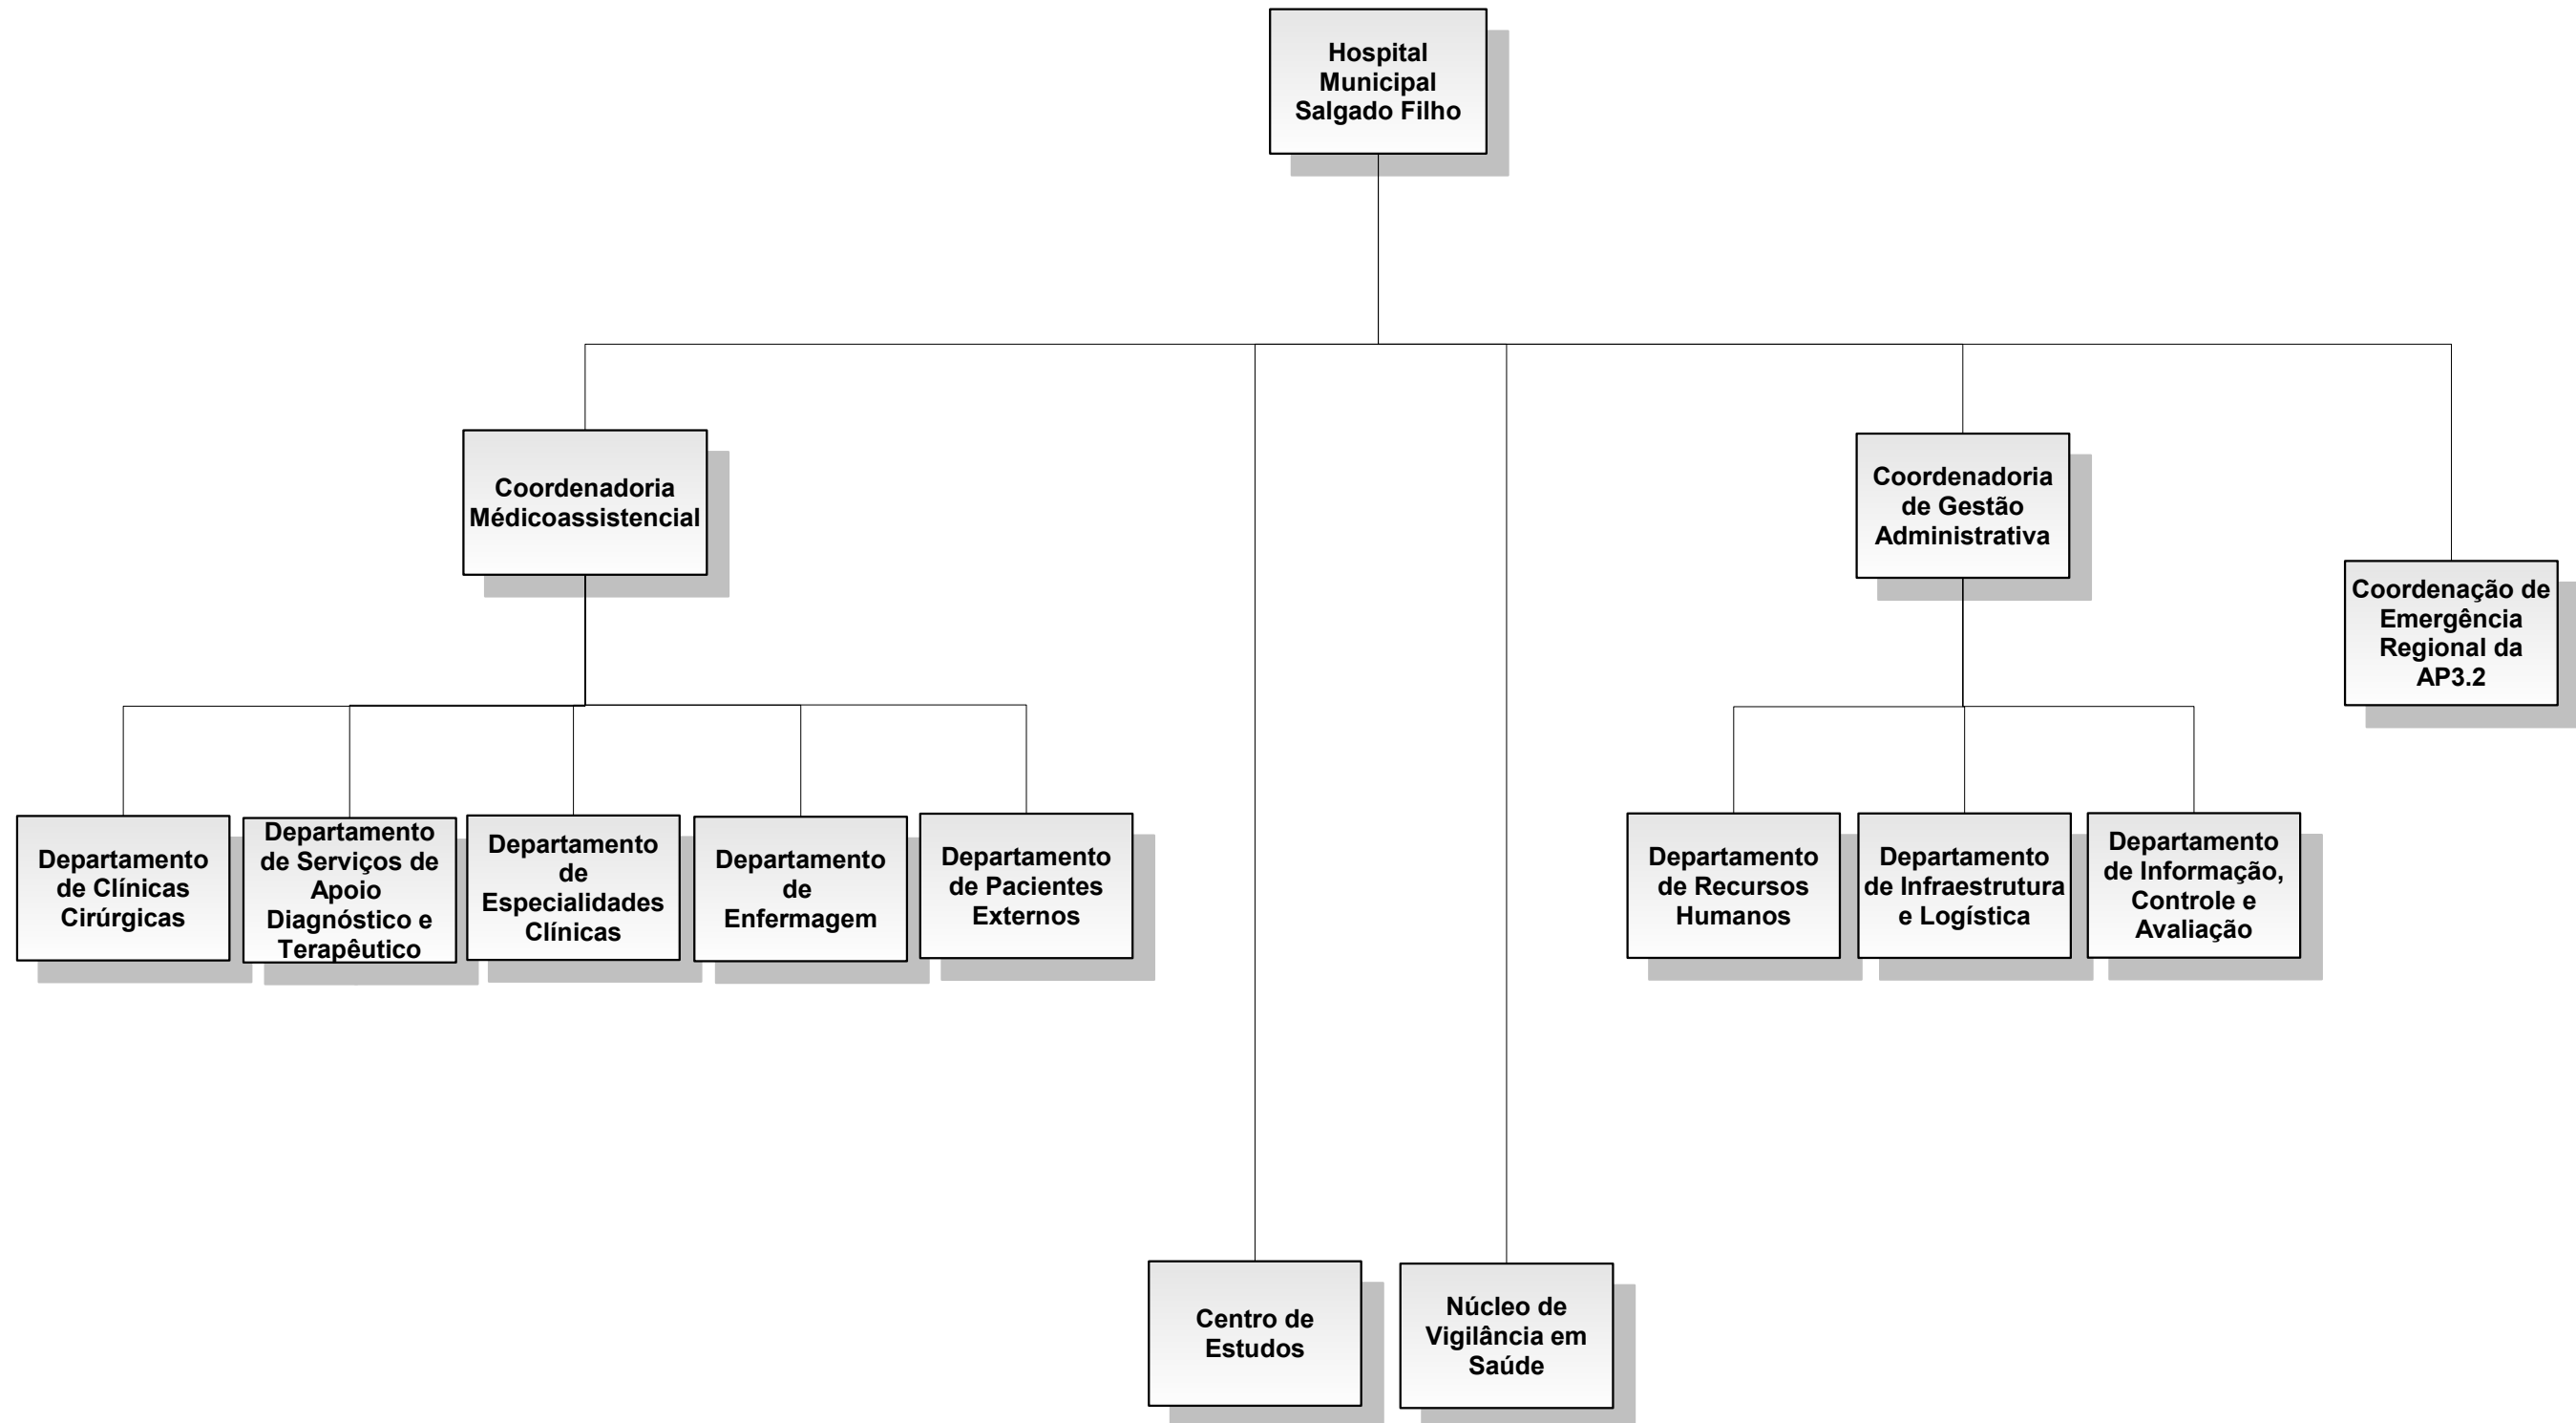 Hospital
Municipal
Salgado Filho
Coordenadoria
Médicoassistencial
Coordenadoria
de Gestão
Administrativa
Coordenação de
Emergência
Regional da
AP3.2
Departamento
de Clínicas
Cirúrgicas
Departamento
de Serviços de
Apoio
Diagnóstico e
Terapêutico
Departamento
de
Especialidades
Clínicas
Departamento
de
Enfermagem
Departamento
de Pacientes
Externos
Departamento
de Recursos
Humanos
Departamento
de Infraestrutura
e Logística
Departamento
de Informação,
Controle e
Avaliação
Centro de
Estudos
Núcleo de
Vigilância em
Saúde